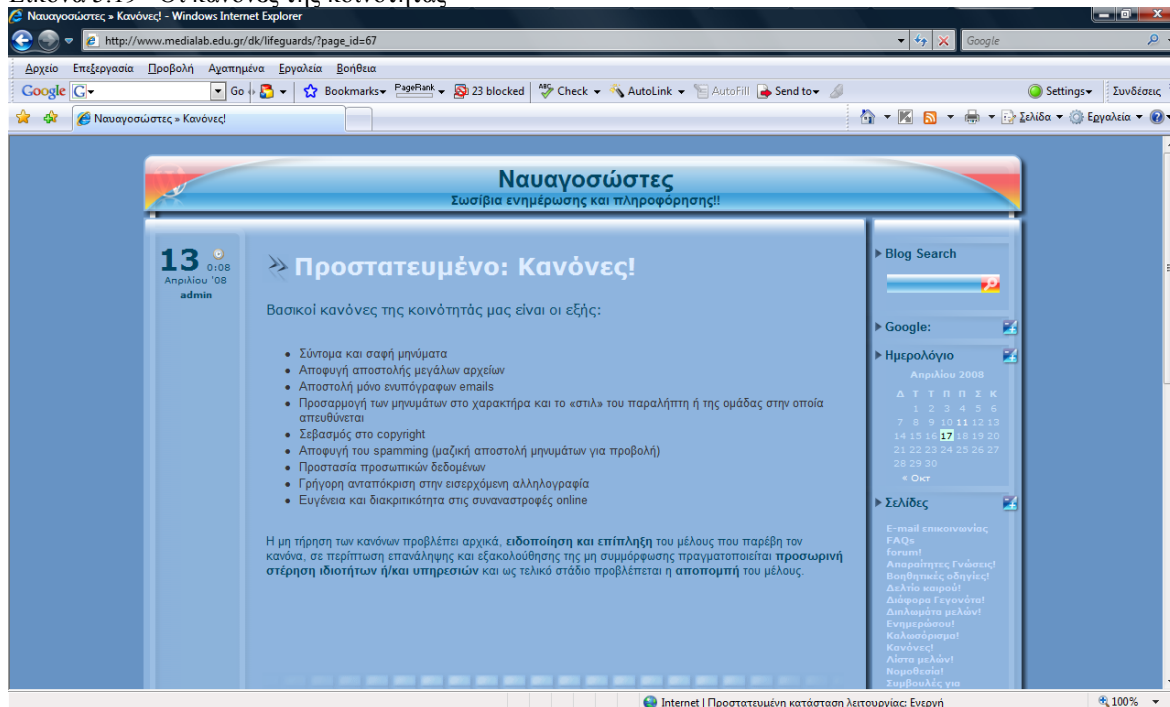 Εικόνα 5.19 Οι κανόνες της κοινότητας
Ναυαγοσώστες » Κανόνες! - Windows Internet Explorer
http://www.medialab.edu.gr/dk/lifeguards/?page_id=67
Google
Αρχείο Επεξεργασία Προβολή Αγαπημένα Εργαλεία Βοήθεια
Google G Go Bookmarks PageRank 23 blocked ABC Check AutoLink AutoFill Send to Settings Συνδέσεις
Ναυαγοσώστες » Κανόνες!
Σελίδα Εργαλεία
Ναυαγοσώστες
Σωσίβια ενημέρωσης και πληροφόρησης!!
13 0:08
Απριλίου '08
admin
Προστατευμένο: Κανόνες!
Βασικοί κανόνες της κοινότητάς μας είναι οι εξής:
• Σύντομα και σαφή μηνύματα
• Αποφυγή αποστολής μεγάλων αρχείων
• Αποστολή μόνο ενυπόγραφων emails
• Προσαρμογή των μηνυμάτων στο χαρακτήρα και το «στιλ» του παραλήπτη ή της ομάδας στην οποία
απευθύνεται
• Σεβασμός στο copyright
• Αποφυγή του spamming (μαζική αποστολή μηνυμάτων για προβολή)
• Προστασία προσωπικών δεδομένων
• Γρήγορη ανταπόκριση στην εισερχόμενη αλληλογραφία
• Ευγένεια και διακριτικότητα στις συναναστροφές online
Η μη τήρηση των κανόνων προβλέπει αρχικά, ειδοποίηση και επίπληξη του μέλους που παρέβη τον
κανόνα, σε περίπτωση επανάληψης και εξακολούθησης της μη συμμόρφωσης πραγματοποιείται προσωρινή
στέρηση ιδιοτήτων ή/και υπηρεσιών και ως τελικό στάδιο προβλέπεται η αποπομπή του μέλους.
Blog Search
Google:
Ημερολόγιο
Απριλίου 2008
Δ Τ Τ Π Π Σ Κ
1 2 3 4 5 6
7 8 9 10 11 12 13
14 15 16 17 18 19 20
21 22 23 24 25 26 27
28 29 30
« Οκτ
Σελίδες
E-mail επικοινωνίας
FAQs
forum!
Απαραίτητες Γνώσεις!
Βοηθητικές οδηγίες!
Δελτίο καιρού!
Διάφορα Γεγονότα!
Διπλωμάτα μελών!
Ενημερώσου!
Καλωσόρισμα!
Κανόνες!
Λίστα μελών!
Νομοθεσία!
Συμβουλές για
Internet | Προστατευμένη κατάσταση λειτουργίας: Ενεργή
100%